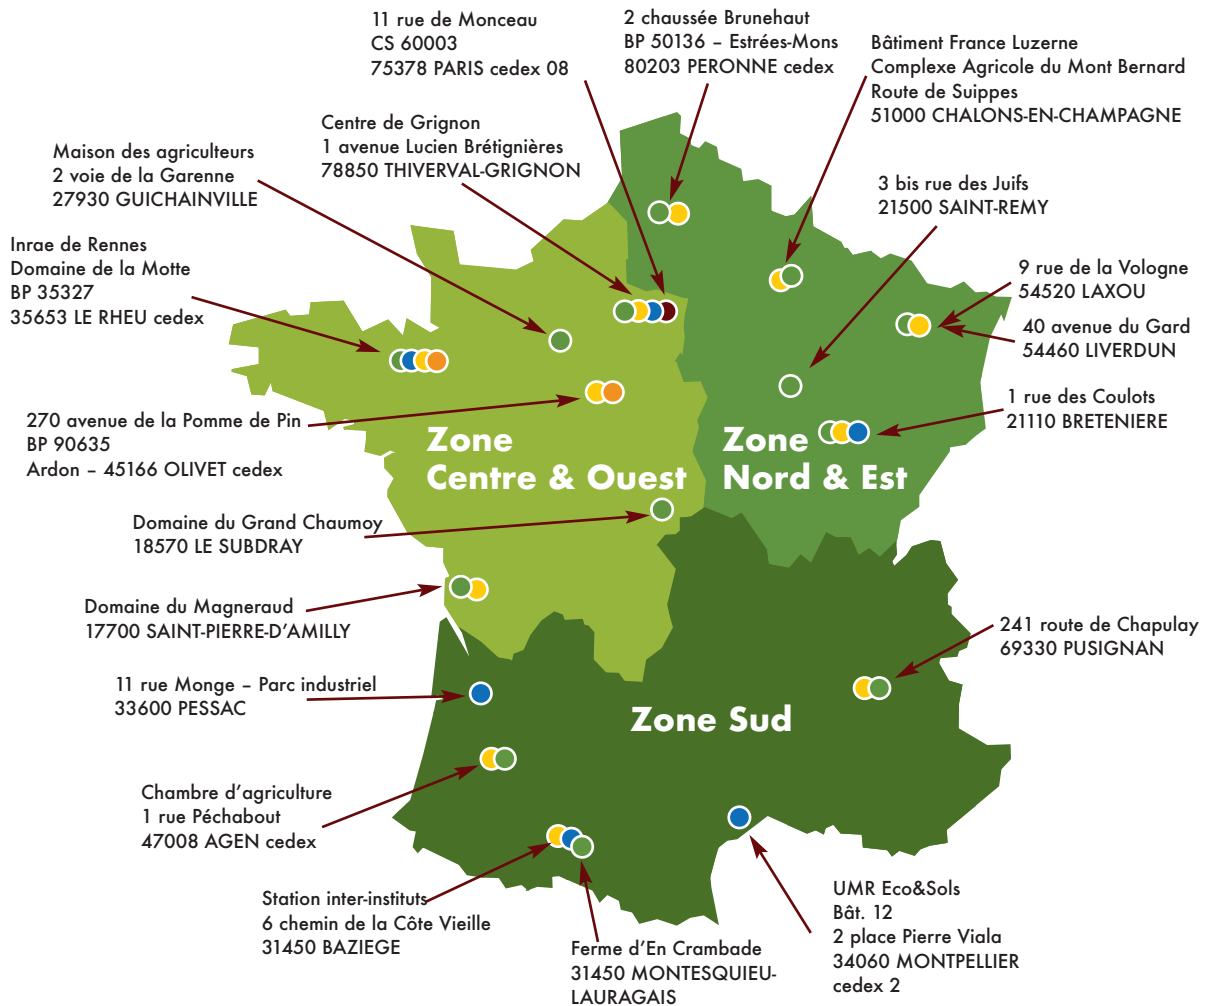 11 rue de Monceau
CS 60003
75378 PARIS cedex 08
2 chaussée Brunehaut
BP 50136 – Estrées-Mons
80203 PERONNE cedex
Bâtiment France Luzerne
Complexe Agricole du Mont Bernard
Route de Suippes
51000 CHALONS-EN-CHAMPAGNE
Centre de Grignon
1 avenue Lucien Brétignières
78850 THIVERVAL-GRIGNON
Maison des agriculteurs
2 voie de la Garenne
27930 GUICHAINVILLE
3 bis rue des Juifs
21500 SAINT-REMY
Inrae de Rennes
Domaine de la Motte
BP 35327
35653 LE RHEU cedex
9 rue de la Vologne
54520 LAXOU
40 avenue du Gard
54460 LIVERDUN
1 rue des Coulots
21110 BRETENIERE
270 avenue de la Pomme de Pin
BP 90635
Ardon – 45166 OLIVET cedex
Zone
Centre & Ouest
Zone
Nord & Est
Domaine du Grand Chaumoy
18570 LE SUBDRAY
Domaine du Magneraud
17700 SAINT-PIERRE-D’AMILLY
241 route de Chapulay
69330 PUSIGNAN
11 rue Monge – Parc industriel
33600 PESSAC
Zone Sud
Chambre d’agriculture
1 rue Péchabout
47008 AGEN cedex
Station inter-instituts
6 chemin de la Côte Vieille
31450 BAZIEGE
Ferme d’En Crambade
31450 MONTESQUIEU-
LAURAGAIS
UMR Eco&Sols
Bât. 12
2 place Pierre Viala
34060 MONTPELLIER
cedex 2